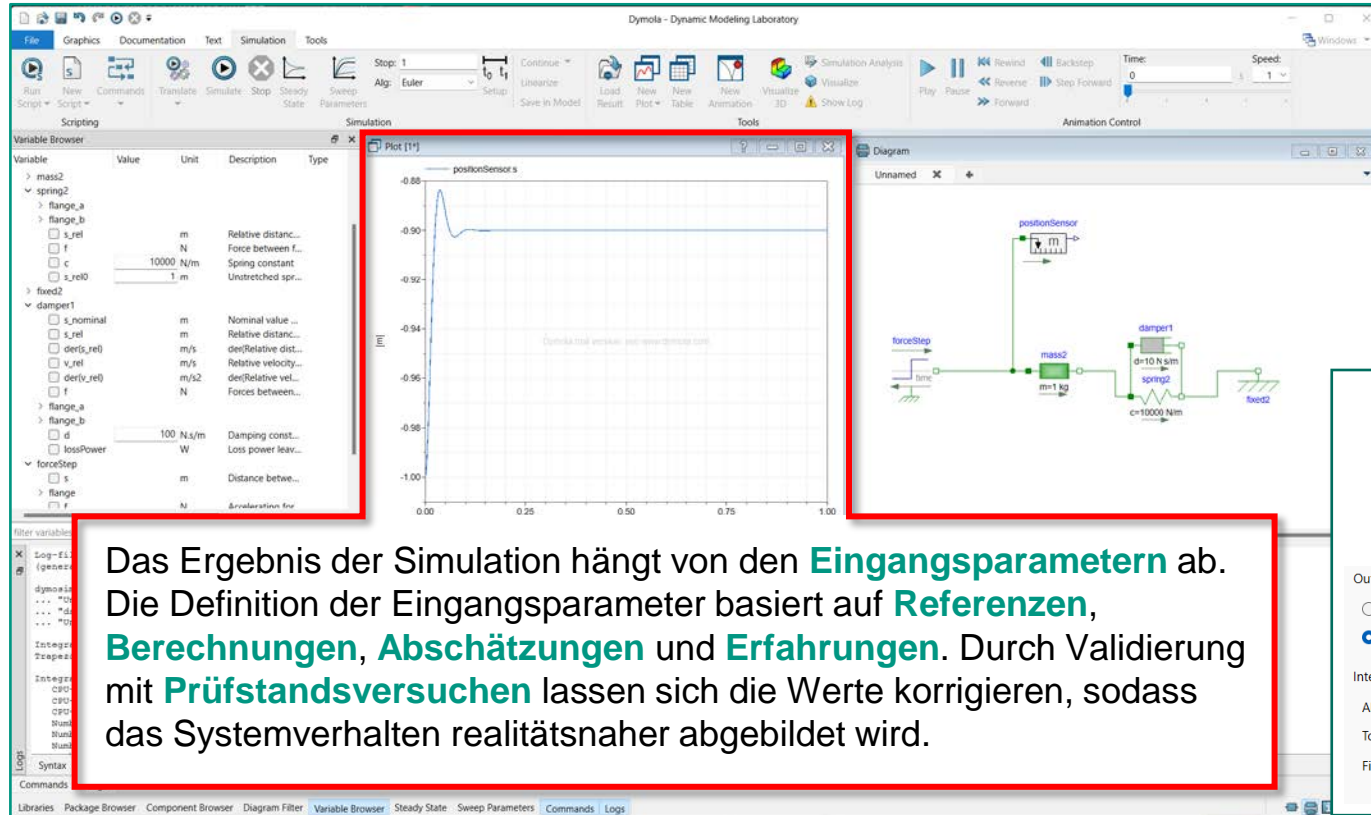 Dymola - Dynamic Modeling Laboratory
File Graphics Documentation Text Simulation Tools
Windows
Run Script
New Script
Commands
Translate
Simulate
Stop
Steady State
Sweep Parameters
Stop: 1
Alg: Euler
Setup
Continue
Linearize
Save in Model
Load Result
New Plot
New Table
New Animation
Visualize 3D
Simulation Analysis
Visualize
Show Log
Play
Pause
Rewind
Reverse
Forward
Backstep
Step Forward
Time:
0
s
Speed:
1
Scripting
Simulation
Tools
Animation Control
Variable Browser
Variable Value Unit Description Type
mass2
spring2
flange_a
flange_b
s_rel m Relative distanc...
f N Force between f...
c 10000 N/m Spring constant
s_rel0 1 m Unstretched spr...
fixed2
damper1
s_nominal m Nominal value ...
s_rel m Relative distanc...
der(s_rel) m/s der(Relative dist...
v_rel m/s Relative velocity...
der(v_rel) m/s2 der(Relative vel...
f N Forces between...
flange_a
flange_b
d 100 N.s/m Damping const...
lossPower W Loss power leav...
forceStep
s m Distance betwe...
flange
f N Accelerating for
filter variables
Plot [1*]
positionSensor.s
-0.88
-0.90
-0.92
-0.94
-0.96
-0.98
-1.00
[m]
0.00 0.25 0.50 0.75 1.00
Diagram
Unnamed
positionSensor
m
forceStep
time
mass2
m=1 kg
damper1
d=10 N s/m
spring2
c=10000 N/m
fixed2
Das Ergebnis der Simulation hängt von den Eingangsparametern ab.
Die Definition der Eingangsparameter basiert auf Referenzen,
Berechnungen, Abschätzungen und Erfahrungen. Durch Validierung
mit Prüfstandsversuchen lassen sich die Werte korrigieren, sodass
das Systemverhalten realitätsnaher abgebildet wird.
Logs
Syntax
Commands
Libraries Package Browser Component Browser Diagram Filter Variable Browser Steady State Sweep Parameters Commands Logs